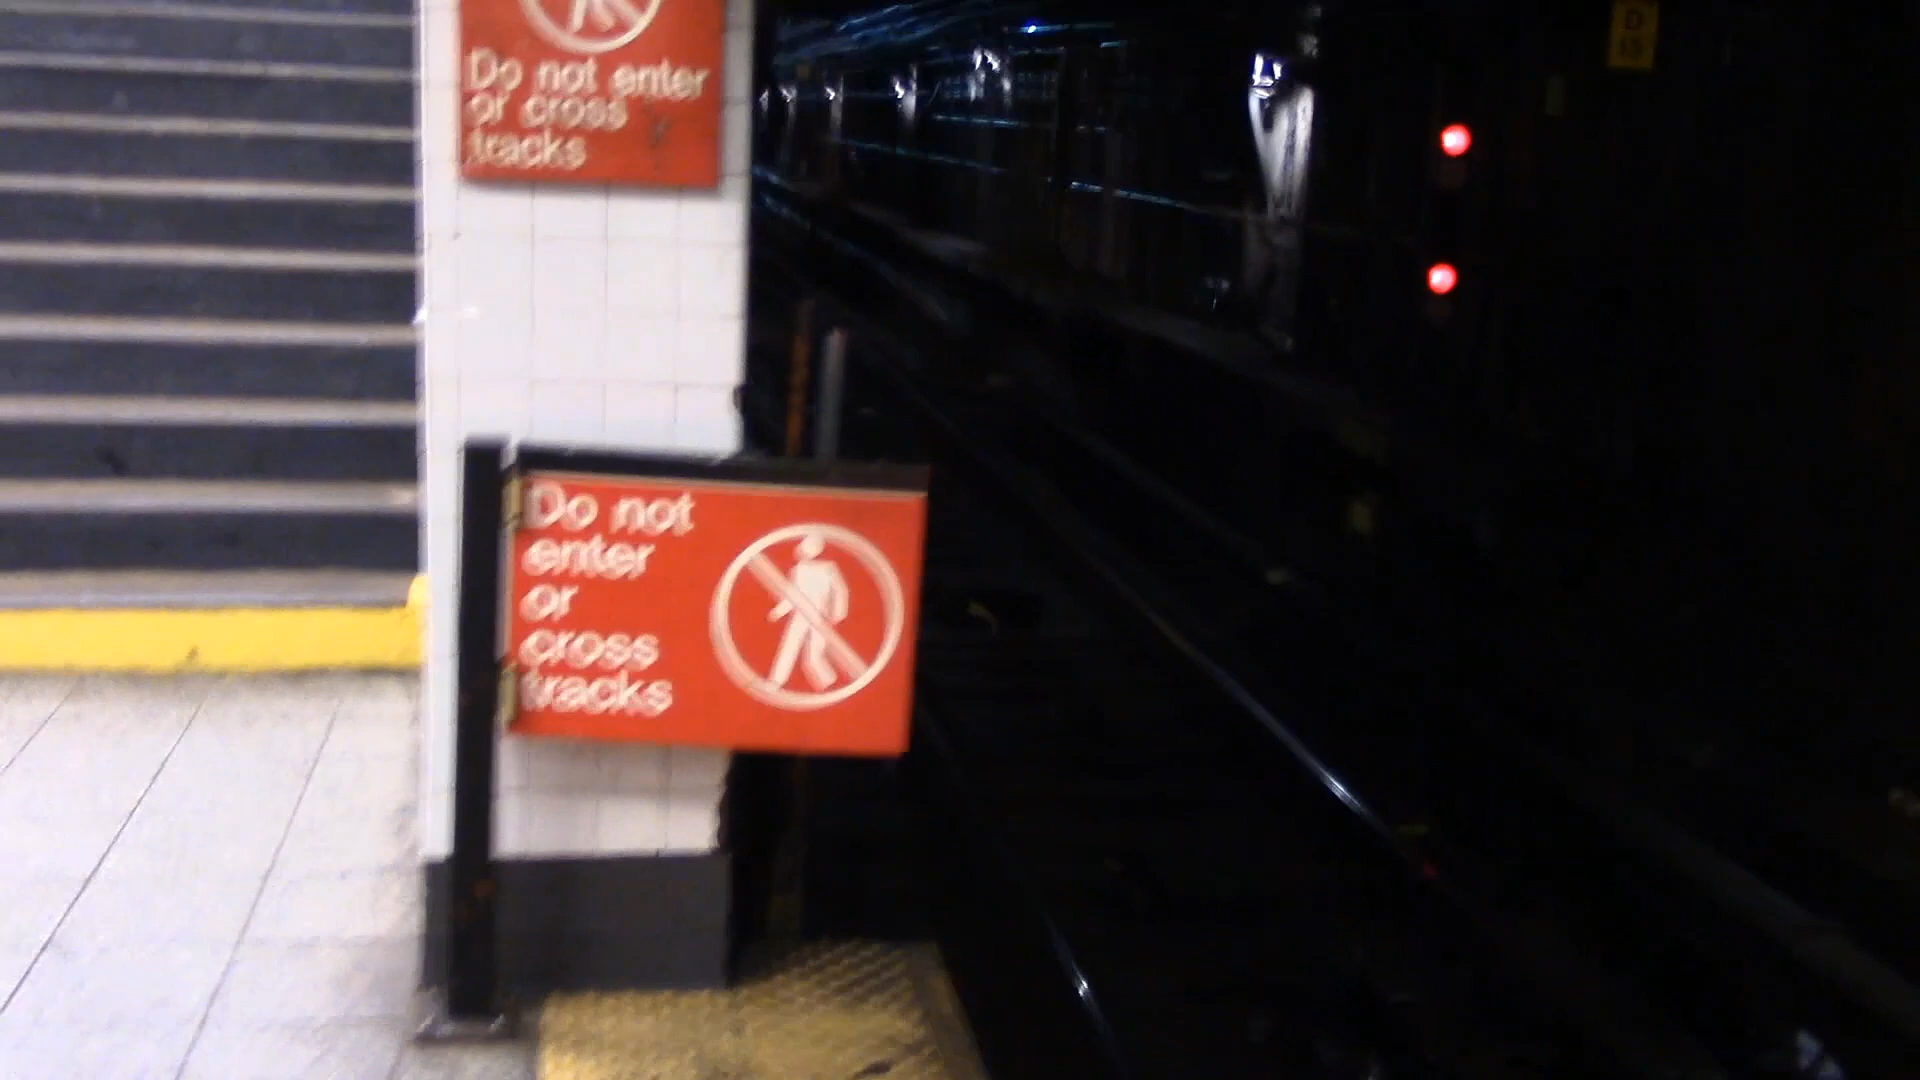 Do not enter
or cross
tracks
Do not
enter
or
cross
tracks
D